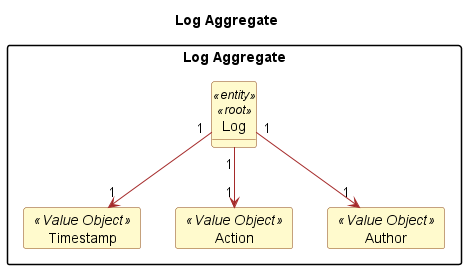 Log Aggregate
Log Aggregate
«entity»
«root»
Log
1 1 1
1 1 1
«Value Object» «Value Object» «Value Object»
Timestamp Action Author